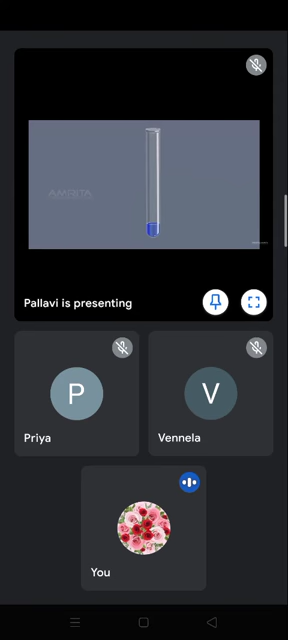 AMRITA
Pallavi is presenting
P
V
Priya
Vennela
You